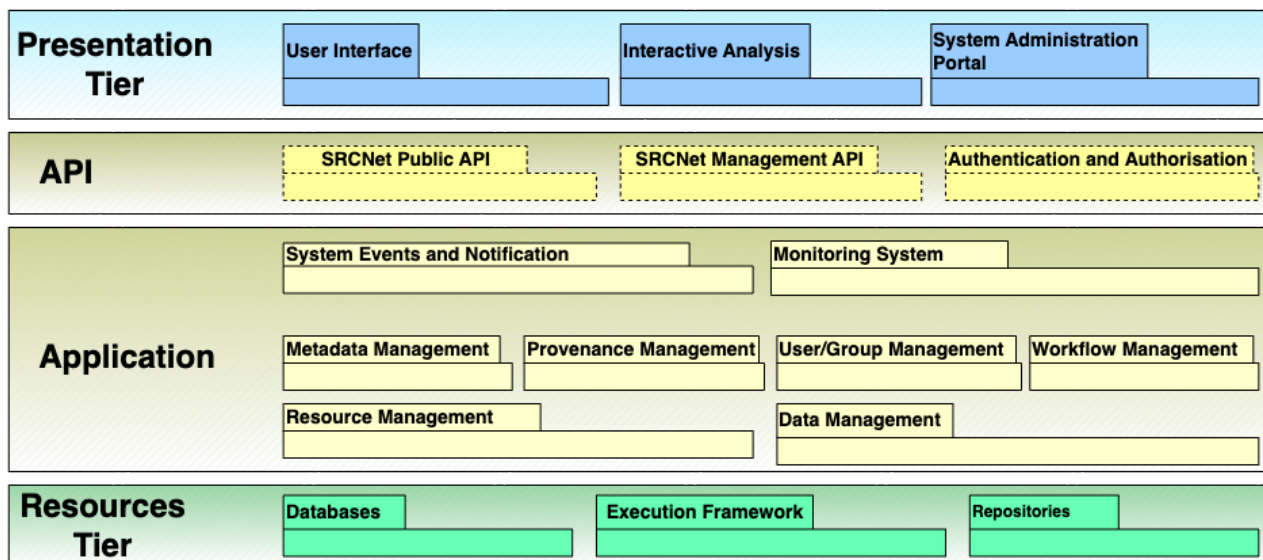 Presentation
Tier
User Interface
Interactive Analysis
System Administration
Portal
API
SRCNet Public API
SRCNet Management API
Authentication and Authorisation
Application
System Events and Notification
Monitoring System
Metadata Management
Provenance Management
User/Group Management
Workflow Management
Resource Management
Data Management
Resources
Tier
Databases
Execution Framework
Repositories